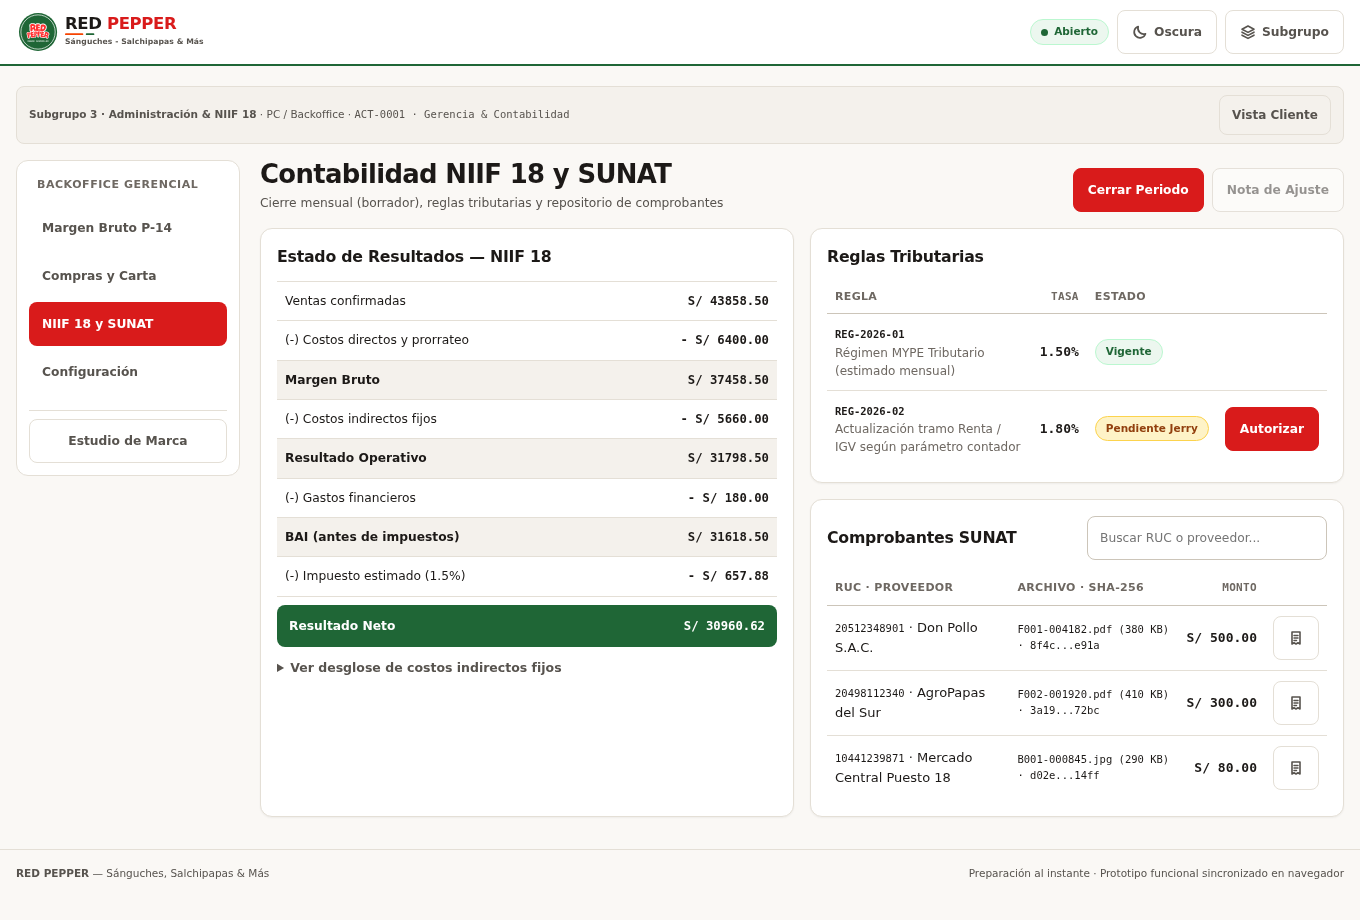 RED PEPPER
RED PEPPER
Sánguches - Salchipapas & Más
Abierto
Oscura
Subgrupo
Subgrupo 3 · Administración & NIIF 18 · PC / Backoffice · ACT-0001 · Gerencia & Contabilidad
Vista Cliente
BACKOFFICE GERENCIAL
Margen Bruto P-14
Compras y Carta
NIIF 18 y SUNAT
Configuración
Estudio de Marca
Contabilidad NIIF 18 y SUNAT
Cierre mensual (borrador), reglas tributarias y repositorio de comprobantes
Cerrar Periodo
Nota de Ajuste
Estado de Resultados — NIIF 18
Ventas confirmadas S/ 43858.50
(-) Costos directos y prorrateo - S/ 6400.00
Margen Bruto S/ 37458.50
(-) Costos indirectos fijos - S/ 5660.00
Resultado Operativo S/ 31798.50
(-) Gastos financieros - S/ 180.00
BAI (antes de impuestos) S/ 31618.50
(-) Impuesto estimado (1.5%) - S/ 657.88
Resultado Neto S/ 30960.62
Ver desglose de costos indirectos fijos
Reglas Tributarias
REGLA TASA ESTADO
REG-2026-01
Régimen MYPE Tributario
(estimado mensual)
1.50%
Vigente
REG-2026-02
Actualización tramo Renta /
IGV según parámetro contador
1.80%
Pendiente Jerry
Autorizar
Comprobantes SUNAT
Buscar RUC o proveedor...
RUC · PROVEEDOR ARCHIVO · SHA-256 MONTO
20512348901 · Don Pollo
S.A.C.
F001-004182.pdf (380 KB)
· 8f4c...e91a
S/ 500.00
20498112340 · AgroPapas
del Sur
F002-001920.pdf (410 KB)
· 3a19...72bc
S/ 300.00
10441239871 · Mercado
Central Puesto 18
B001-000845.jpg (290 KB)
· d02e...14ff
S/ 80.00
RED PEPPER — Sánguches, Salchipapas & Más
Preparación al instante · Prototipo funcional sincronizado en navegador